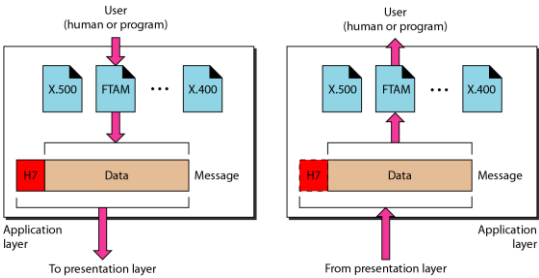 User
(human or program)
X.500
FTAM
...
X.400
H7
Data
Message
Application
layer
To presentation layer
User
(human or program)
X.500
FTAM
...
X.400
H7
Data
Message
Application
layer
From presentation layer